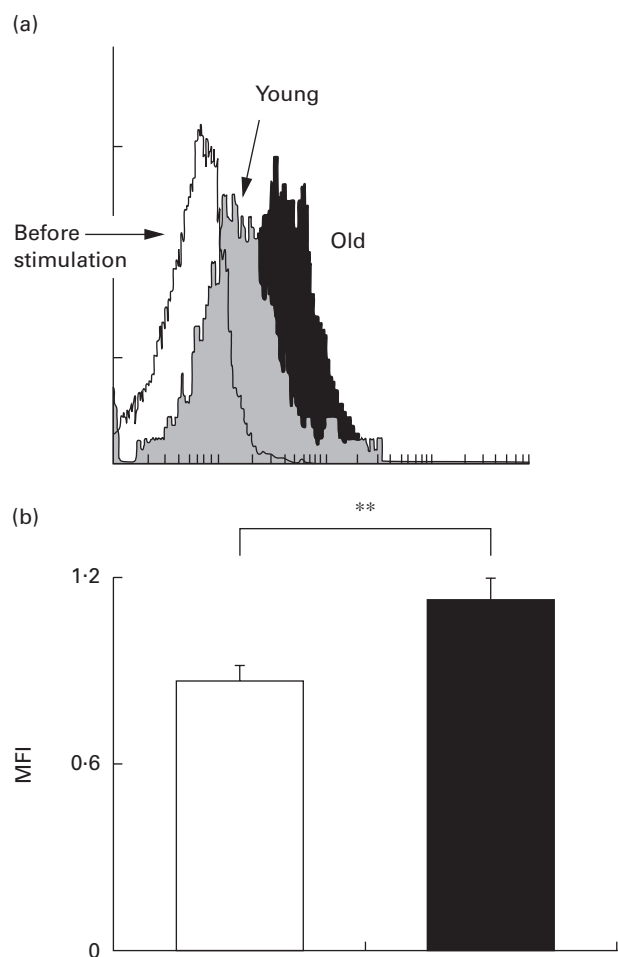 (a)
Young
Before
stimulation
Old
(b)
**
1·2
MFI
0·6
0